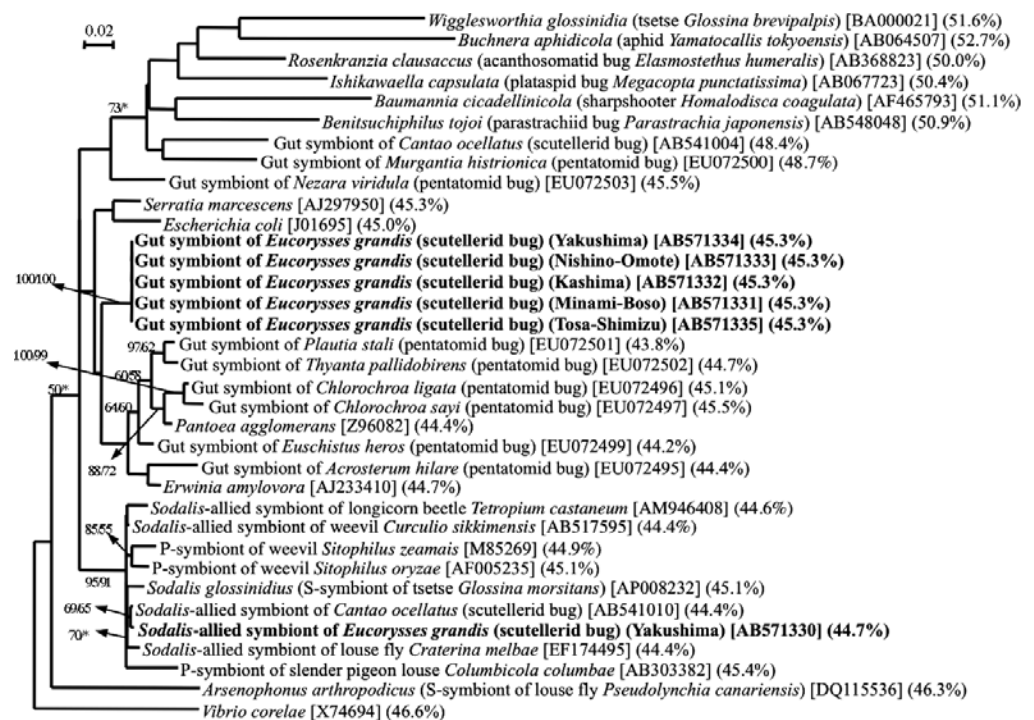 0.02
Wigglesworthia glossinidia (tsetse Glossina brevipalpis) [BA000021] (51.6%)
Buchnera aphidicola (aphid Yamatocallis tokyoensis) [AB064507] (52.7%)
Rosenkranzia clausaccus (acanthosomatid bug Elasmostethus humeralis) [AB368823] (50.0%)
Ishikawaella capsulata (plataspid bug Megacopta punctatissima) [AB067723] (50.4%)
Baumannia cicadellinicola (sharpshooter Homalodisca coagulata) [AF465793] (51.1%)
73/*
Benitsuchiphilus tojoi (parastrachiid bug Parastrachia japonensis) [AB548048] (50.9%)
Gut symbiont of Cantao ocellatus (scutellerid bug) [AB541004] (48.4%)
Gut symbiont of Murgantia histrionica (pentatomid bug) [EU072500] (48.7%)
Gut symbiont of Nezara viridula (pentatomid bug) [EU072503] (45.5%)
Serratia marcescens [AJ297950] (45.3%)
Escherichia coli [J01695] (45.0%)
Gut symbiont of Eucorysses grandis (scutellerid bug) (Yakushima) [AB571334] (45.3%)
Gut symbiont of Eucorysses grandis (scutellerid bug) (Nishino-Omote) [AB571333] (45.3%)
100/100
Gut symbiont of Eucorysses grandis (scutellerid bug) (Kashima) [AB571332] (45.3%)
Gut symbiont of Eucorysses grandis (scutellerid bug) (Minami-Boso) [AB571331] (45.3%)
Gut symbiont of Eucorysses grandis (scutellerid bug) (Tosa-Shimizu) [AB571335] (45.3%)
97/62
Gut symbiont of Plautia stali (pentatomid bug) [EU072501] (43.8%)
100/99
Gut symbiont of Thyanta pallidobirens (pentatomid bug) [EU072502] (44.7%)
60/58
Gut symbiont of Chlorochroa ligata (pentatomid bug) [EU072496] (45.1%)
50/*
64/60
Gut symbiont of Chlorochroa sayi (pentatomid bug) [EU072497] (45.5%)
Pantoea agglomerans [Z96082] (44.4%)
Gut symbiont of Euschistus heros (pentatomid bug) [EU072499] (44.2%)
88/72
Gut symbiont of Acrosterum hilare (pentatomid bug) [EU072495] (44.4%)
Erwinia amylovora [AJ233410] (44.7%)
Sodalis-allied symbiont of longicorn beetle Tetropium castaneum [AM946408] (44.6%)
Sodalis-allied symbiont of weevil Curculio sikkimensis [AB517595] (44.4%)
85/55
P-symbiont of weevil Sitophilus zeamais [M85269] (44.9%)
P-symbiont of weevil Sitophilus oryzae [AF005235] (45.1%)
95/91
Sodalis glossinidius (S-symbiont of tsetse Glossina morsitans) [AP008232] (45.1%)
69/65
Sodalis-allied symbiont of Cantao ocellatus (scutellerid bug) [AB541010] (44.4%)
70/*
Sodalis-allied symbiont of Eucorysses grandis (scutellerid bug) (Yakushima) [AB571330] (44.7%)
Sodalis-allied symbiont of louse fly Craterina melbae [EF174495] (44.4%)
P-symbiont of slender pigeon louse Columbicola columbae [AB303382] (45.4%)
Arsenophonus arthropodicus (S-symbiont of louse fly Pseudolynchia canariensis) [DQ115536] (46.3%)
Vibrio corelae [X74694] (46.6%)